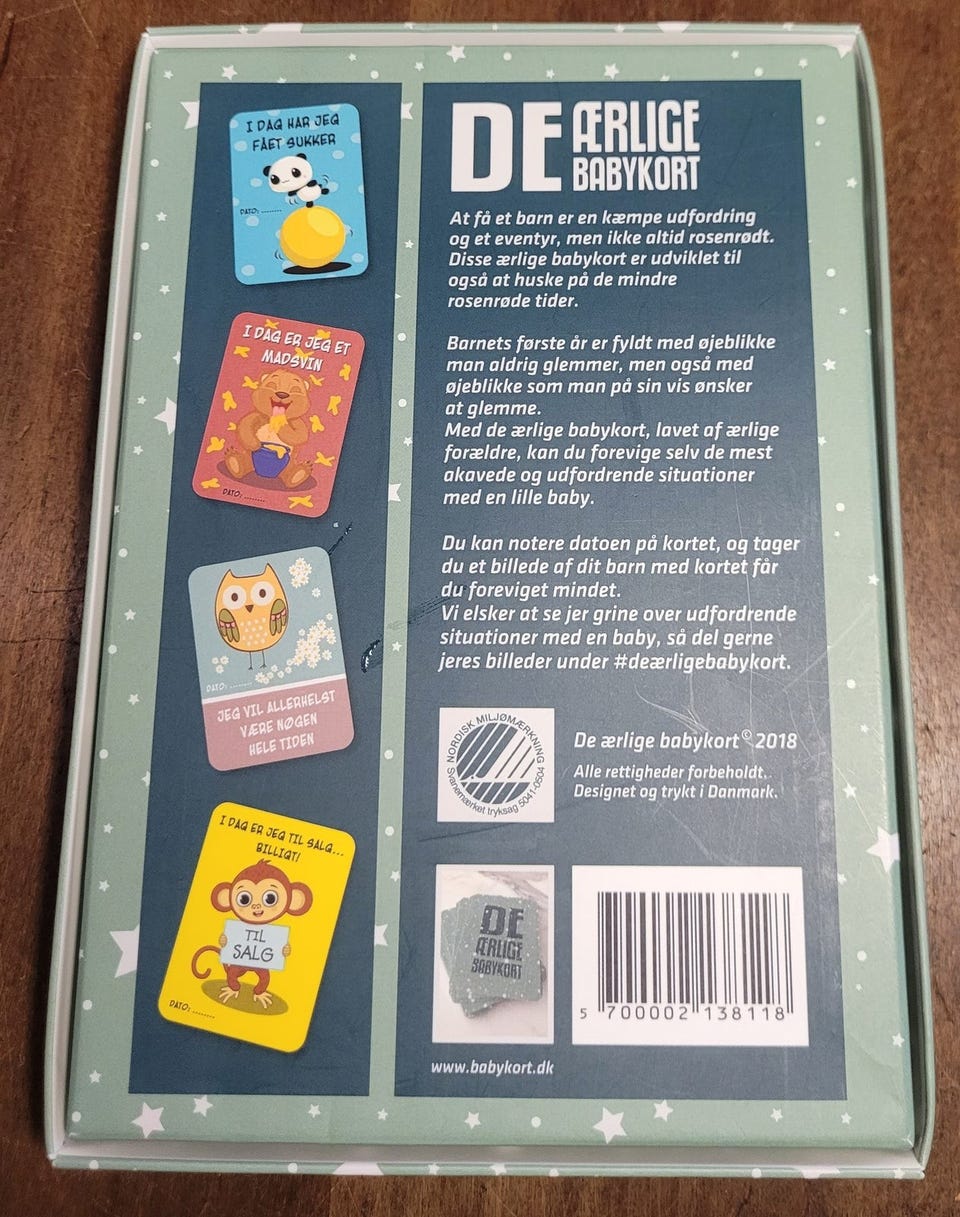 I DAG HAR JEG
FÅET SUKKER
DATO: ........
I DAG ER JEG ET
MADSVIN
DATO: ........
DATO: ........
JEG VIL ALLERHELST
VÆRE NØGEN
HELE TIDEN
I DAG ER JEG TIL SALG...
BILLIGT!
TIL
SALG
DATO: ........
DE ÆRLIGE
BABYKORT
At få et barn er en kæmpe udfordring
og et eventyr, men ikke altid rosenrødt.
Disse ærlige babykort er udviklet til
også at huske på de mindre
rosenrøde tider.
Barnets første år er fyldt med øjeblikke
man aldrig glemmer, men også med
øjeblikke som man på sin vis ønsker
at glemme.
Med de ærlige babykort, lavet af ærlige
forældre, kan du forevige selv de mest
akavede og udfordrende situationer
med en lille baby.
Du kan notere datoen på kortet, og tager
du et billede af dit barn med kortet får
du foreviget mindet.
Vi elsker at se jer grine over udfordrende
situationer med en baby, så del gerne
jeres billeder under #deærligebabykort.
NORDISK MILJØMÆRKNING
Svanemærket tryksag 5041-0504
De ærlige babykort © 2018
Alle rettigheder forbeholdt.
Designet og trykt i Danmark.
DE
ÆRLIGE
BABYKORT
5 700002 138118
www.babykort.dk